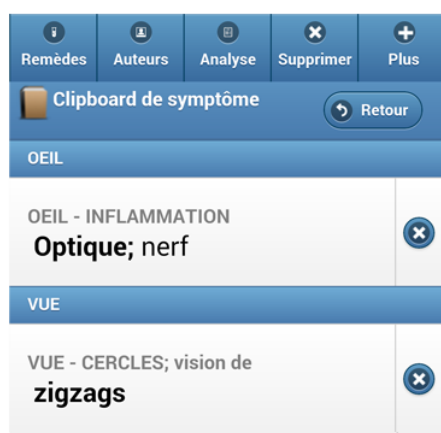 Remèdes Auteurs Analyse Supprimer Plus
Clipboard de symptôme
Retour
OEIL
OEIL - INFLAMMATION
Optique; nerf
VUE
VUE - CERCLES; vision de
zigzags